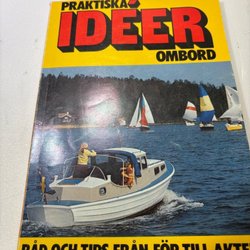 PRAKTISKA
IDÉER
OMBORD
RÅD OCH TIPS FRÅN FÖR TILL AKTER